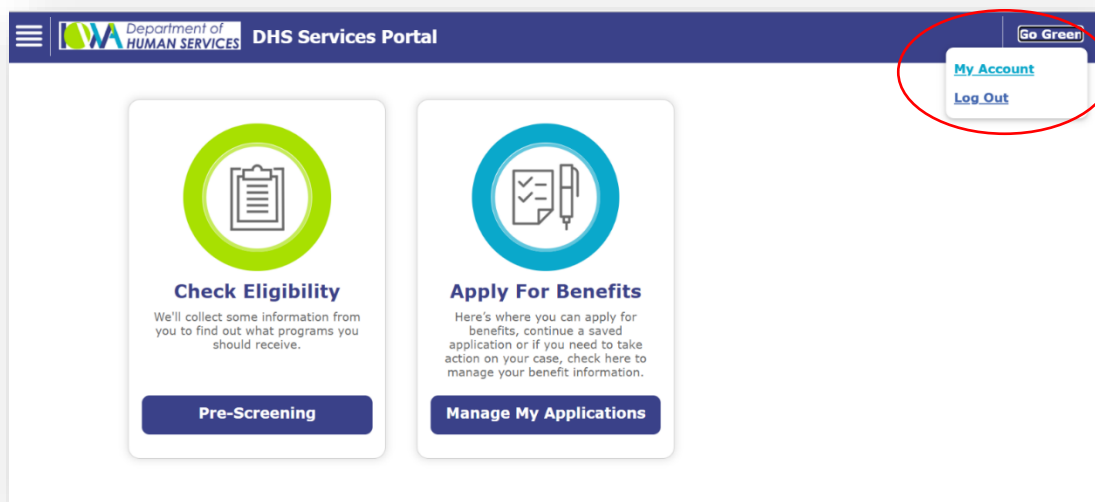 IOWA Department of HUMAN SERVICES DHS Services Portal Go Green
My Account
Log Out
Check Eligibility
We'll collect some information from
you to find out what programs you
should receive.
Pre-Screening
Apply For Benefits
Here's where you can apply for
benefits, continue a saved
application or if you need to take
action on your case, check here to
manage your benefit information.
Manage My Applications